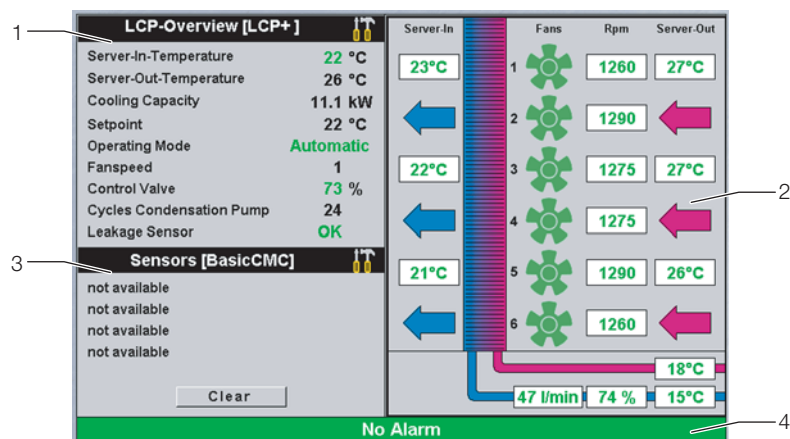 1
LCP-Overview [LCP+]
Server-In-Temperature 22 °C
Server-Out-Temperature 26 °C
Cooling Capacity 11.1 kW
Setpoint 22 °C
Operating Mode Automatic
Fanspeed 1
Control Valve 73 %
Cycles Condensation Pump 24
Leakage Sensor OK
3
Sensors [BasicCMC]
not available
not available
not available
not available
Clear
Server-In Fans Rpm Server-Out
23°C 1 1260 27°C
2 1290
22°C 3 1275 27°C
2
4 1275
21°C 5 1290 26°C
6 1260
18°C
47 l/min 74 % 15°C
No Alarm
4